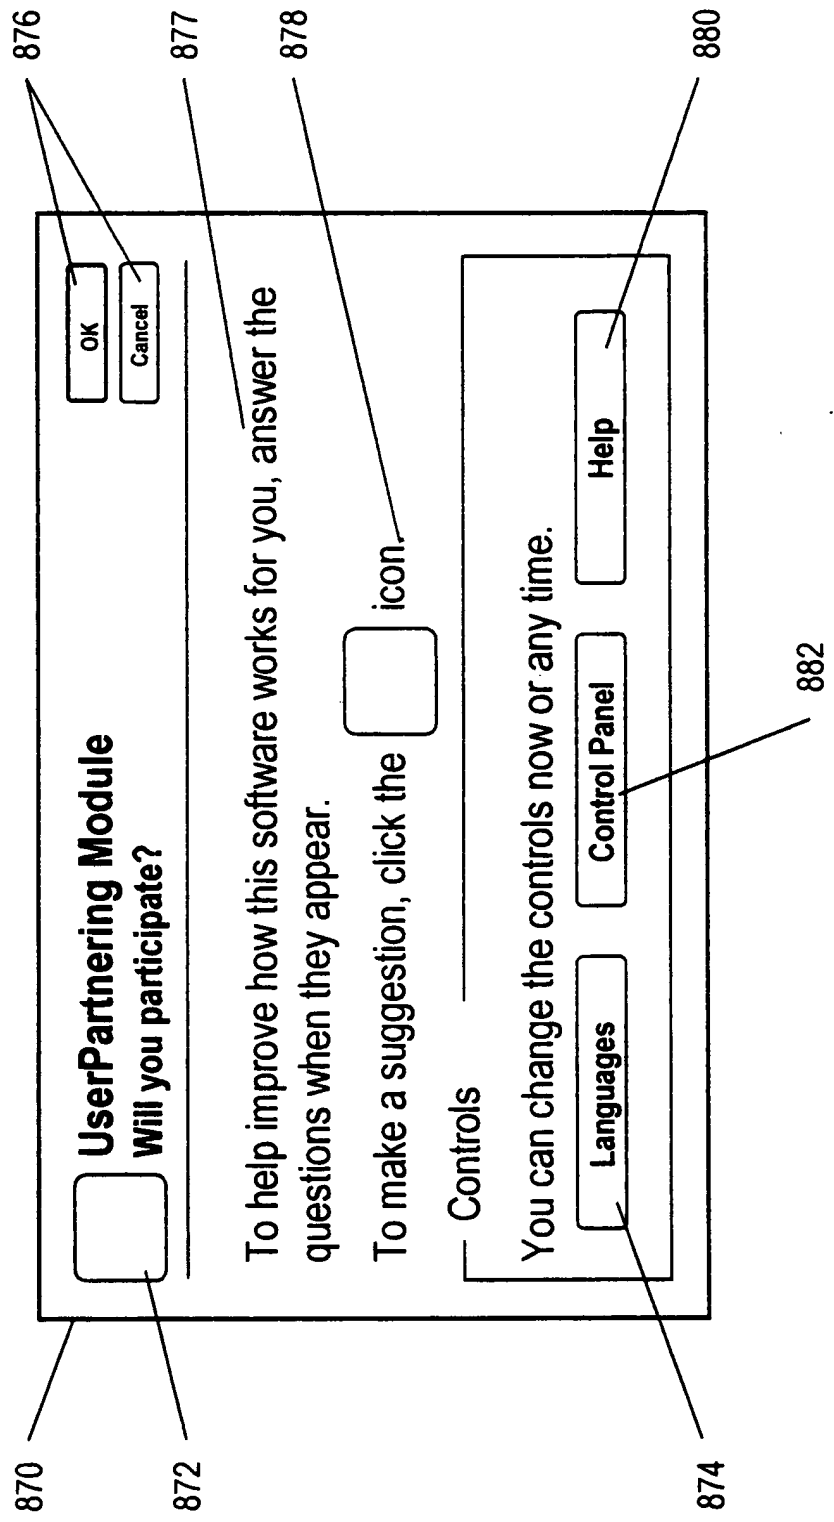 870
872
874
876
877
878
880
882
UserPartnering Module
Will you participate?
OK
Cancel
To help improve how this software works for you, answer the
questions when they appear.
To make a suggestion, click the icon.
Controls
You can change the controls now or any time.
Languages
Control Panel
Help